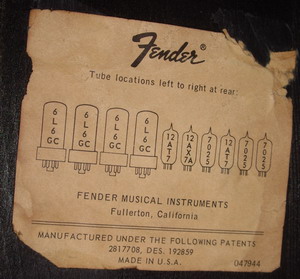 Fender®
Tube locations left to right at rear:
6L6GC 6L6GC 6L6GC 6L6GC 12AT7 12AX7A 7025 12AT7 7025 7025
FENDER MUSICAL INSTRUMENTS
Fullerton, California
MANUFACTURED UNDER THE FOLLOWING PATENTS
2817708, DES. 192859
MADE IN U.S.A. 047944